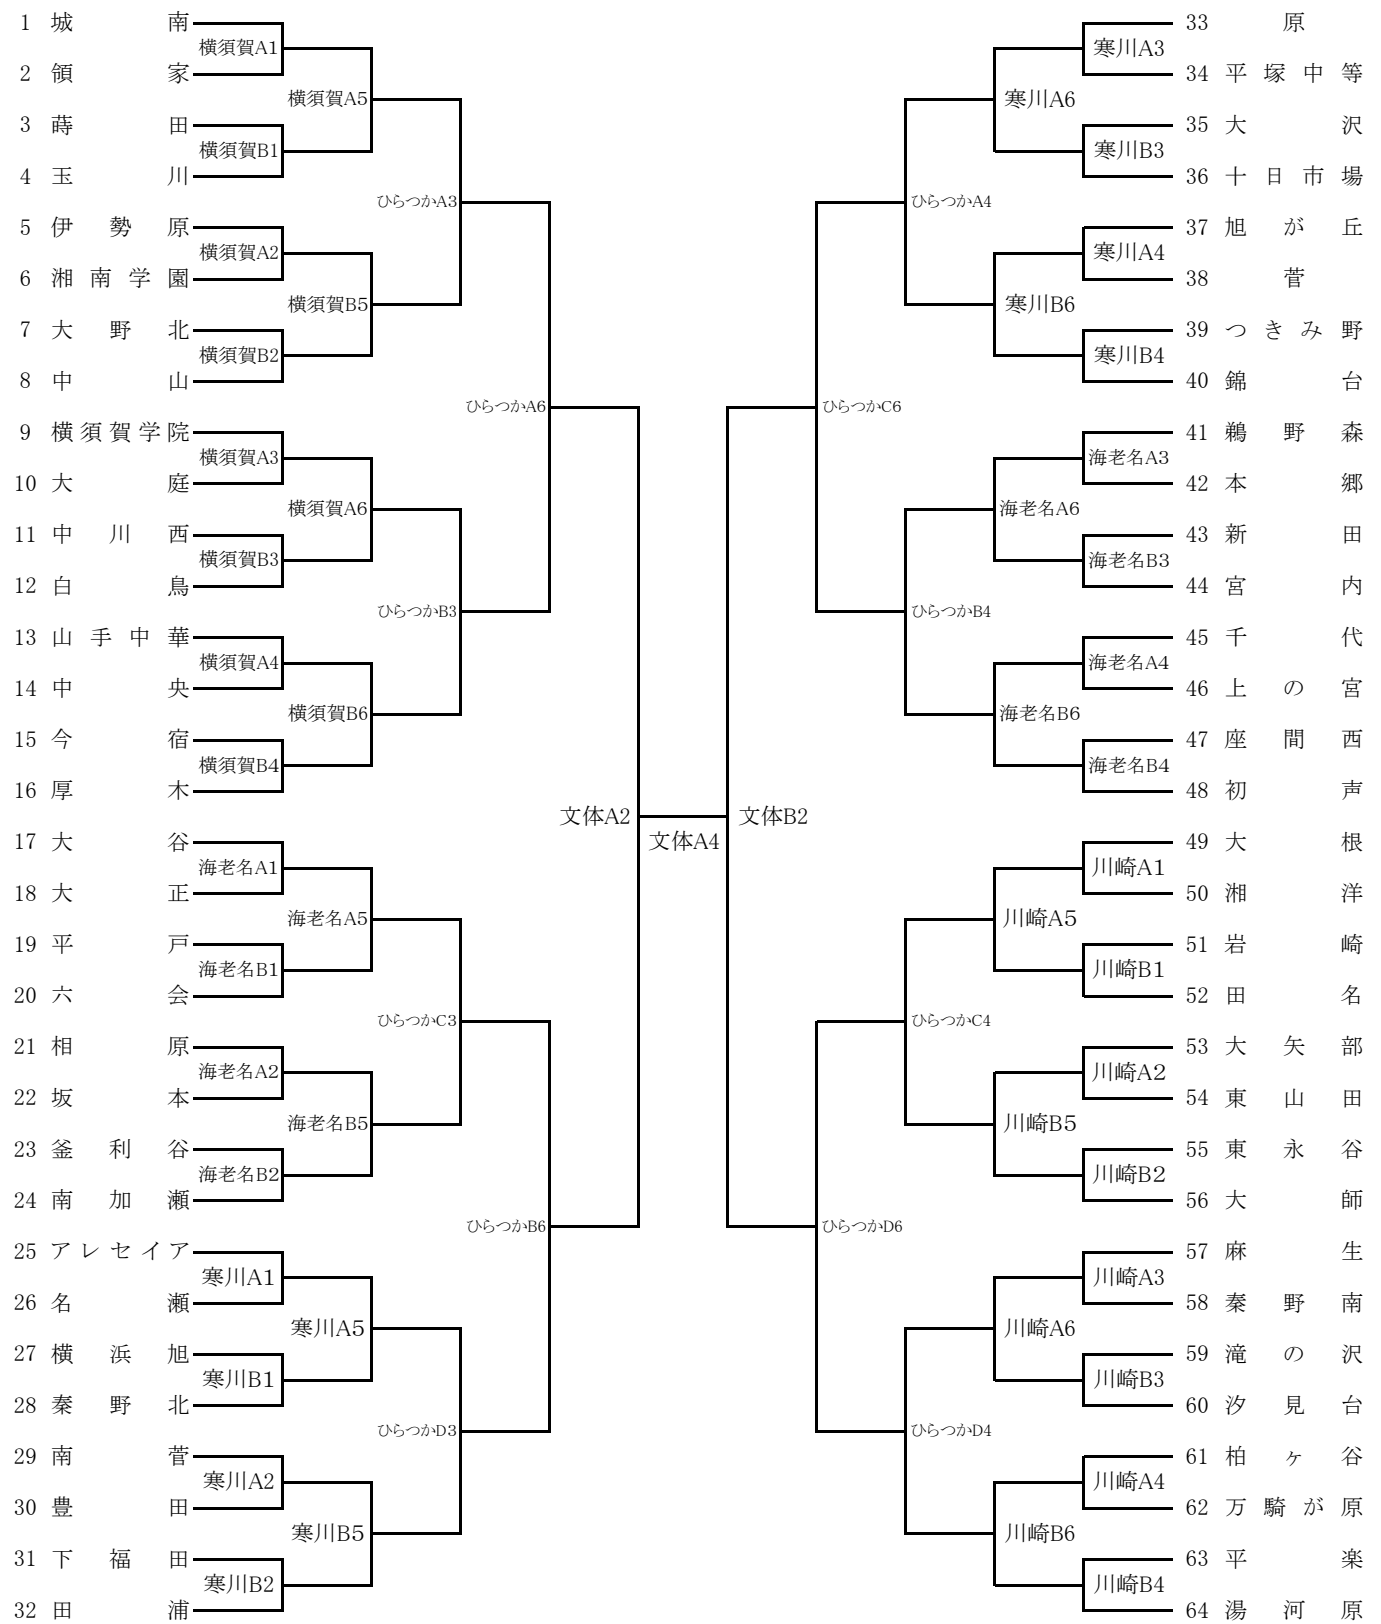 1 城南
2 領家
3 蒔田
4 玉川
5 伊勢原
6 湘南学園
7 大野北
8 中山
9 横須賀学院
10 大庭
11 中川西
12 白鳥
13 山手中華
14 中央
15 今宿
16 厚木
17 大谷
18 大正
19 平戸
20 六会
21 相原
22 坂本
23 釜利谷
24 南加瀬
25 アレセイア
26 名瀬
27 横浜旭
28 秦野北
29 南菅
30 豊田
31 下福田
32 田浦
横須賀A1
横須賀B1
横須賀A2
横須賀B2
横須賀A3
横須賀B3
横須賀A4
横須賀B4
海老名A1
海老名B1
海老名A2
海老名B2
寒川A1
寒川B1
寒川A2
寒川B2
横須賀A5
横須賀B5
横須賀A6
横須賀B6
海老名A5
海老名B5
寒川A5
寒川B5
ひらつかA3
ひらつかB3
ひらつかC3
ひらつかD3
ひらつかA6
ひらつかB6
文体A2
文体A4
文体B2
ひらつかC6
ひらつかD6
ひらつかA4
ひらつかB4
ひらつかC4
ひらつかD4
寒川A6
寒川B6
海老名A6
海老名B6
川崎A5
川崎B5
川崎A6
川崎B6
寒川A3
寒川B3
寒川A4
寒川B4
海老名A3
海老名B3
海老名A4
海老名B4
川崎A1
川崎B1
川崎A2
川崎B2
川崎A3
川崎B3
川崎A4
川崎B4
33 原
34 平塚中等
35 大沢
36 十日市場
37 旭が丘
38 菅
39 つきみ野
40 錦台
41 鵜野森
42 本郷
43 新田
44 宮内
45 千代
46 上の宮
47 座間西
48 初声
49 大根
50 湘洋
51 岩崎
52 田名
53 大矢部
54 東山田
55 東永谷
56 大師
57 麻生
58 秦野南
59 滝の沢
60 汐見台
61 柏ヶ谷
62 万騎が原
63 平楽
64 湯河原